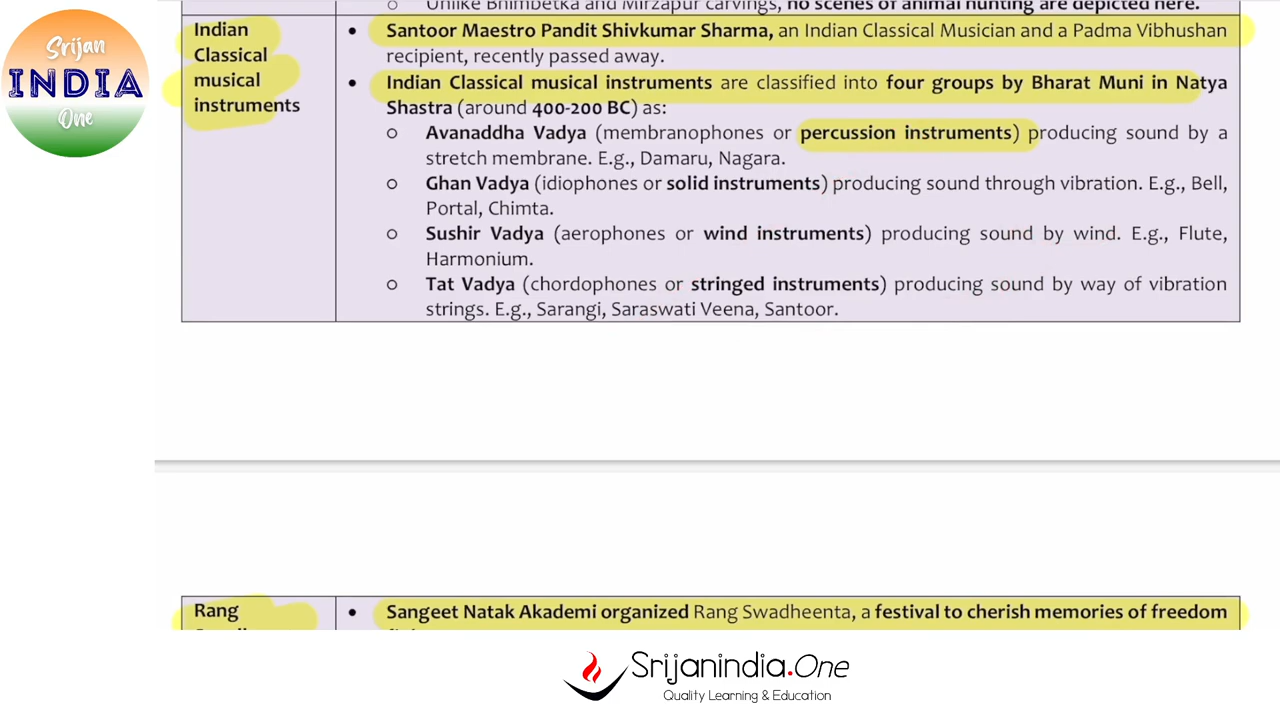 Srijan
INDIA
One
Unlike Bhimbetka and Mirzapur carvings, no scenes of animal hunting are depicted here.
Indian
Classical
musical
instruments
• Santoor Maestro Pandit Shivkumar Sharma, an Indian Classical Musician and a Padma Vibhushan
recipient, recently passed away.
• Indian Classical musical instruments are classified into four groups by Bharat Muni in Natya
Shastra (around 400-200 BC) as:
o Avanaddha Vadya (membranophones or percussion instruments) producing sound by a
stretch membrane. E.g., Damaru, Nagara.
o Ghan Vadya (idiophones or solid instruments) producing sound through vibration. E.g., Bell,
Portal, Chimta.
o Sushir Vadya (aerophones or wind instruments) producing sound by wind. E.g., Flute,
Harmonium.
o Tat Vadya (chordophones or stringed instruments) producing sound by way of vibration
strings. E.g., Sarangi, Saraswati Veena, Santoor.
Rang
• Sangeet Natak Akademi organized Rang Swadheenta, a festival to cherish memories of freedom
Srijanindia.One
Quality Learning & Education